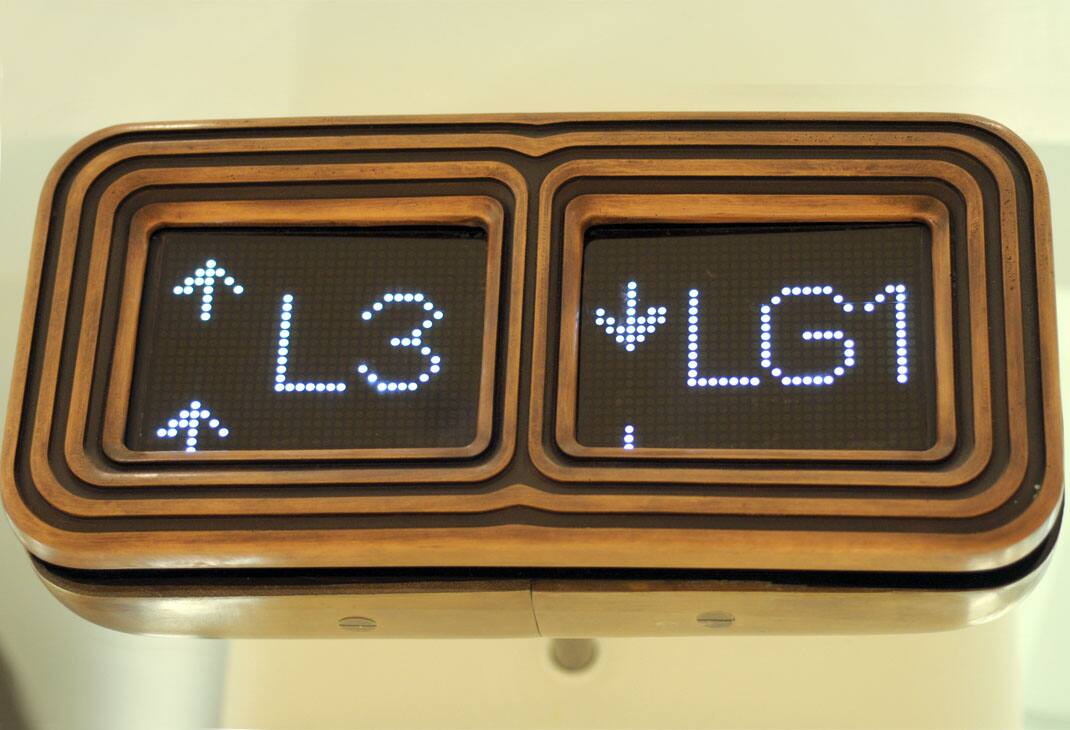 ↑ L3
↓ LG1